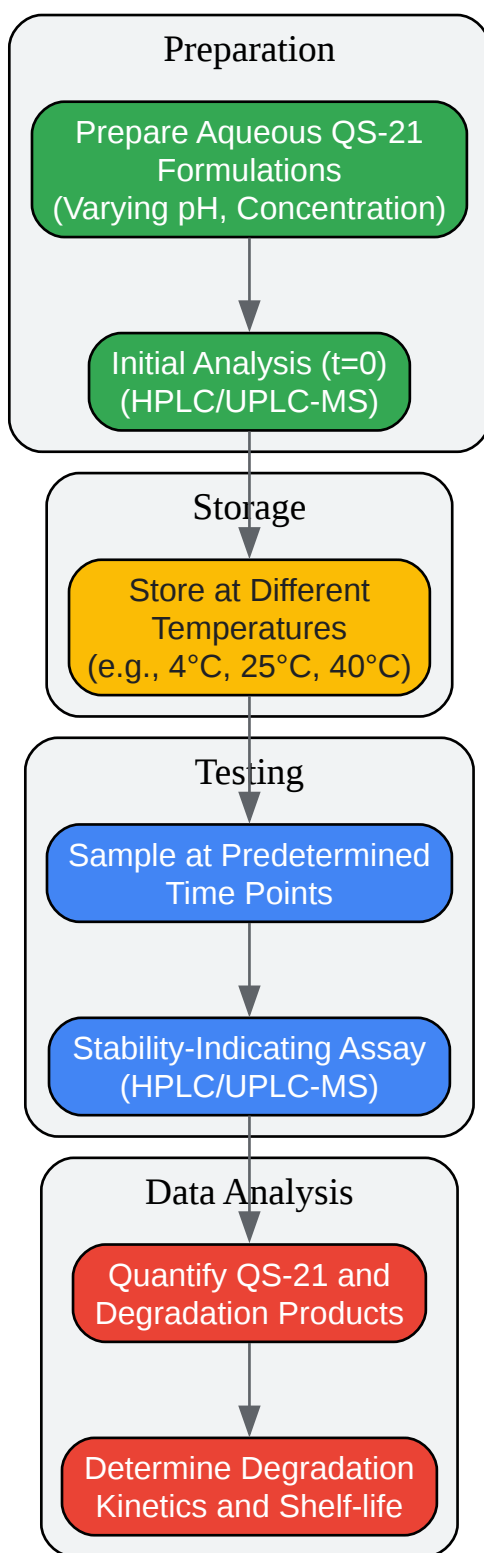 Preparation
Prepare Aqueous QS-21
Formulations
(Varying pH, Concentration)
Initial Analysis (t=0)
(HPLC/UPLC-MS)
Storage
Store at Different
Temperatures
(e.g., 4°C, 25°C, 40°C)
Testing
Sample at Predetermined
Time Points
Stability-Indicating Assay
(HPLC/UPLC-MS)
Data Analysis
Quantify QS-21 and
Degradation Products
Determine Degradation
Kinetics and Shelf-life